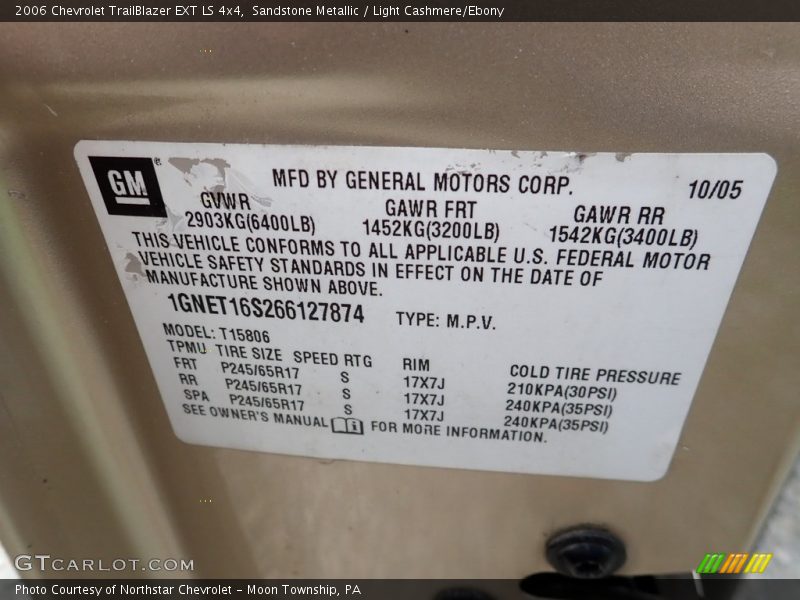 2006 Chevrolet TrailBlazer EXT LS 4x4, Sandstone Metallic / Light Cashmere/Ebony
GM ® MFD BY GENERAL MOTORS CORP. 10/05
GVWR GAWR FRT GAWR RR
2903KG(6400LB) 1452KG(3200LB) 1542KG(3400LB)
THIS VEHICLE CONFORMS TO ALL APPLICABLE U.S. FEDERAL MOTOR
VEHICLE SAFETY STANDARDS IN EFFECT ON THE DATE OF
MANUFACTURE SHOWN ABOVE.
1GNET16S266127874 TYPE: M.P.V.
MODEL: T15806
TPMU TIRE SIZE SPEED RTG RIM COLD TIRE PRESSURE
FRT P245/65R17 S 17X7J 210KPA(30PSI)
RR P245/65R17 S 17X7J 240KPA(35PSI)
SPA P245/65R17 S 17X7J 240KPA(35PSI)
SEE OWNER'S MANUAL FOR MORE INFORMATION.
GTCARLOT.COM
Photo Courtesy of Northstar Chevrolet - Moon Township, PA